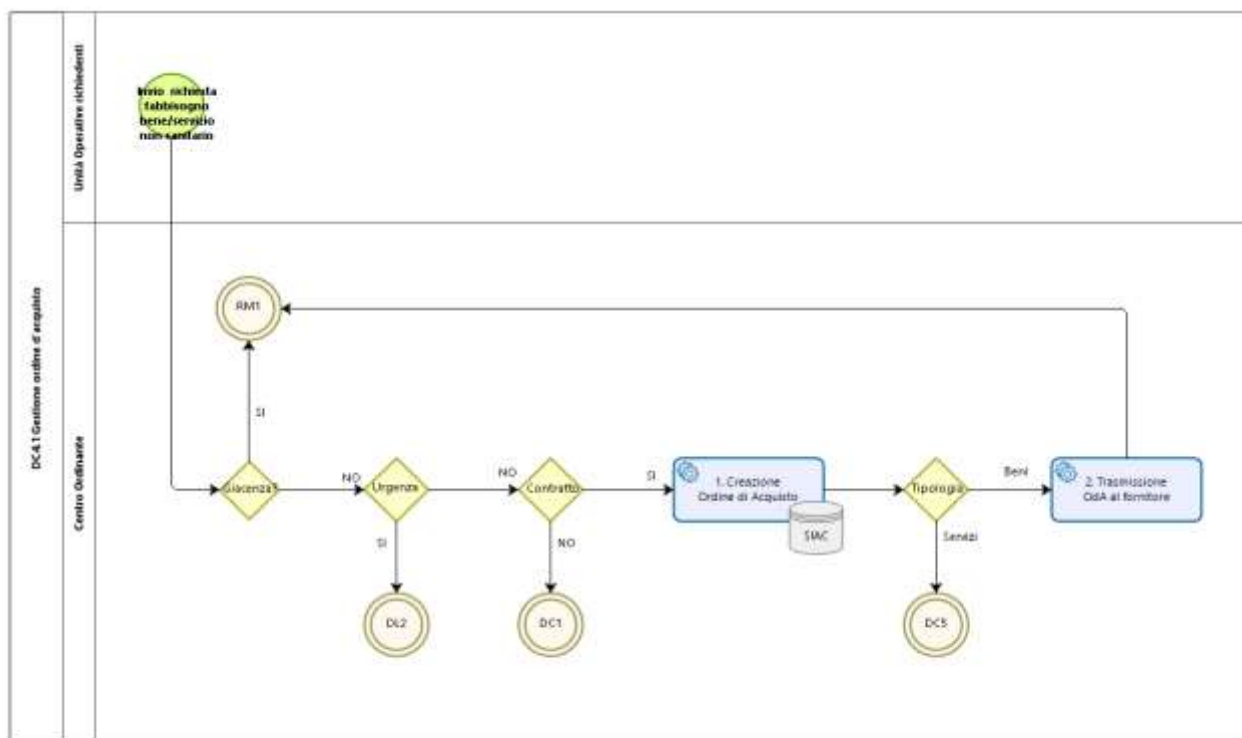 DC4.1 Gestione ordine d'acquisto
Unità Operative richiedenti
Invio richiesta
fabbisogno
bene/servizio
non sanitario
Centro Ordinante
RM1
SI
Giacenza?
NO
Urgenza
NO
Contratto
SI
1. Creazione
Ordine di Acquisto
SIAC
Tipologia
Beni
2. Trasmissione
OdA al fornitore
SI
NO
Servizi
DL2
DC1
DC5